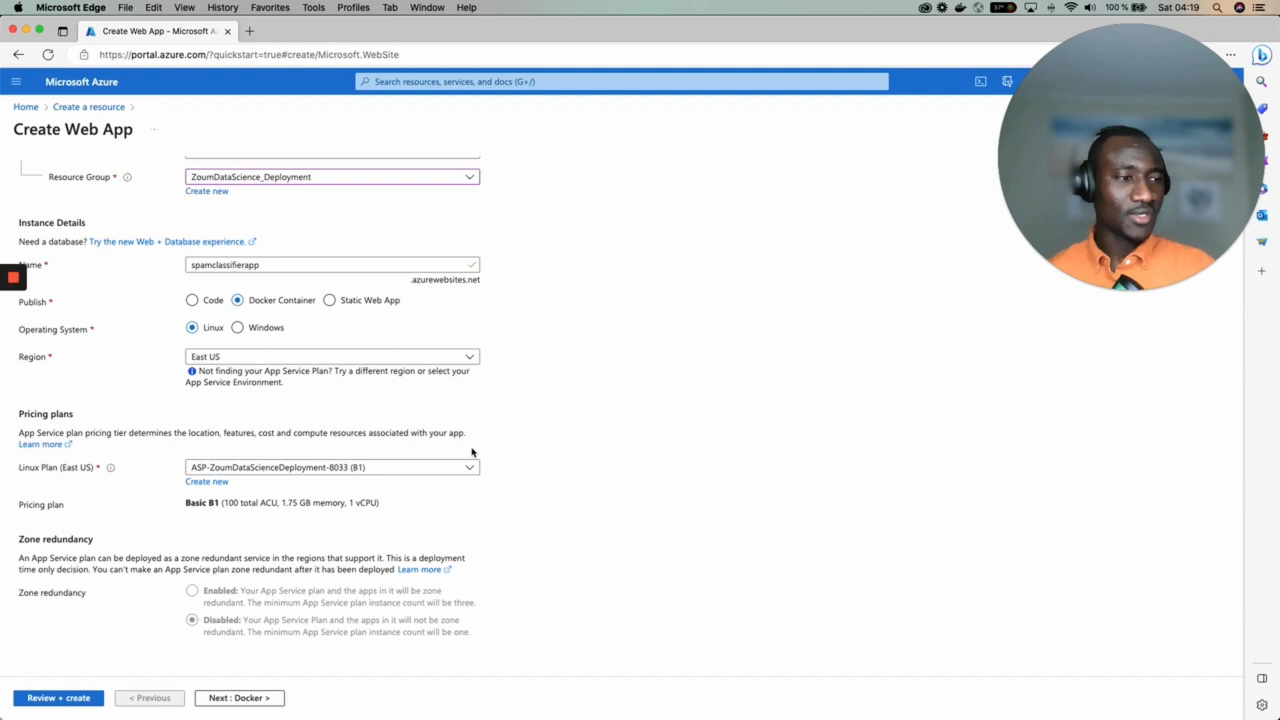 Microsoft Edge File Edit View History Favorites Tools Profiles Tab Window Help 37° 100 % Sat 04:19
Create Web App - Microsoft A
https://portal.azure.com/?quickstart=true#create/Microsoft.WebSite
Microsoft Azure
Search resources, services, and docs (G+/)
Home > Create a resource >
Create Web App ...
Resource Group *
ZoumDataScience_Deployment
Create new
Instance Details
Need a database? Try the new Web + Database experience.
ame *
spamclassifierapp
.azurewebsites.net
Publish *
Code Docker Container Static Web App
Operating System *
Linux Windows
Region *
East US
Not finding your App Service Plan? Try a different region or select your
App Service Environment.
Pricing plans
App Service plan pricing tier determines the location, features, cost and compute resources associated with your app.
Learn more
Linux Plan (East US) *
ASP-ZoumDataScienceDeployment-8033 (B1)
Create new
Pricing plan
Basic B1 (100 total ACU, 1.75 GB memory, 1 vCPU)
Zone redundancy
An App Service plan can be deployed as a zone redundant service in the regions that support it. This is a deployment
time only decision. You can't make an App Service plan zone redundant after it has been deployed Learn more
Zone redundancy
Enabled: Your App Service plan and the apps in it will be zone
redundant. The minimum App Service plan instance count will be three.
Disabled: Your App Service Plan and the apps in it will not be zone
redundant. The minimum App Service plan instance count will be one.
Review + create
< Previous
Next : Docker >